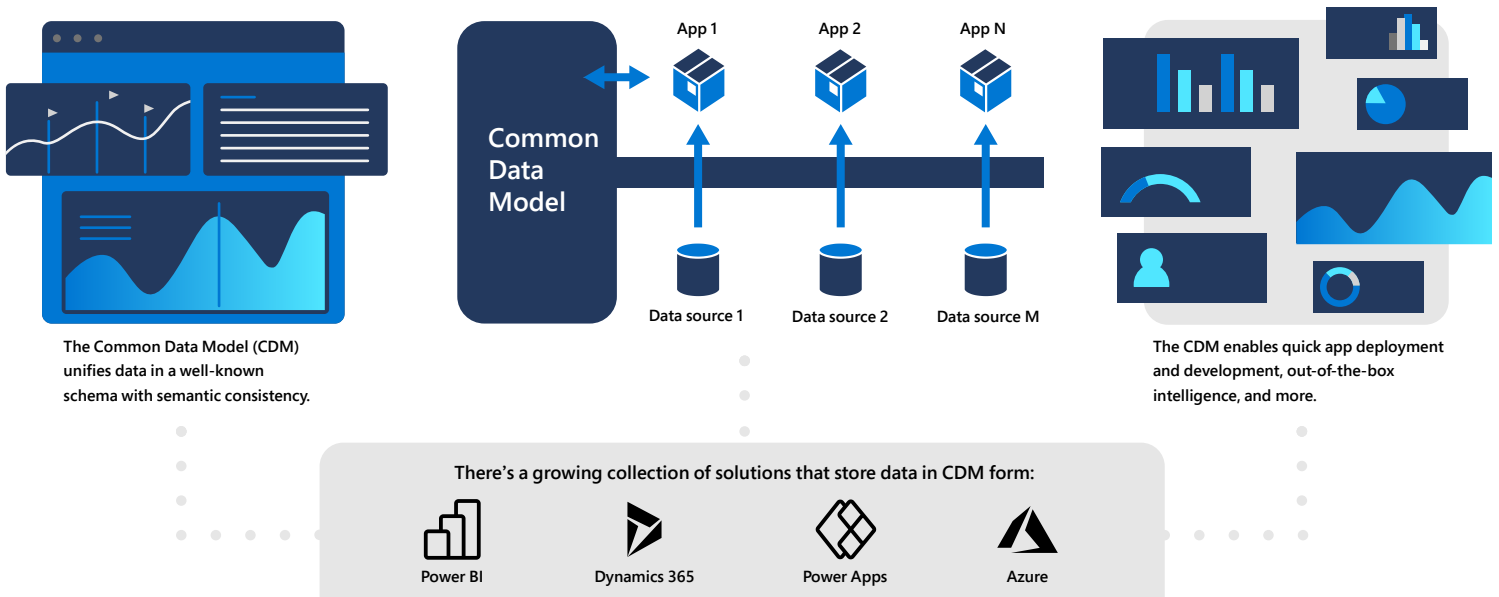 App 1
App 2
App N
Common
Data
Model
Data source 1
Data source 2
Data source M
The Common Data Model (CDM)
unifies data in a well-known
schema with semantic consistency.
The CDM enables quick app deployment
and development, out-of-the-box
intelligence, and more.
There’s a growing collection of solutions that store data in CDM form:
Power BI
Dynamics 365
Power Apps
Azure